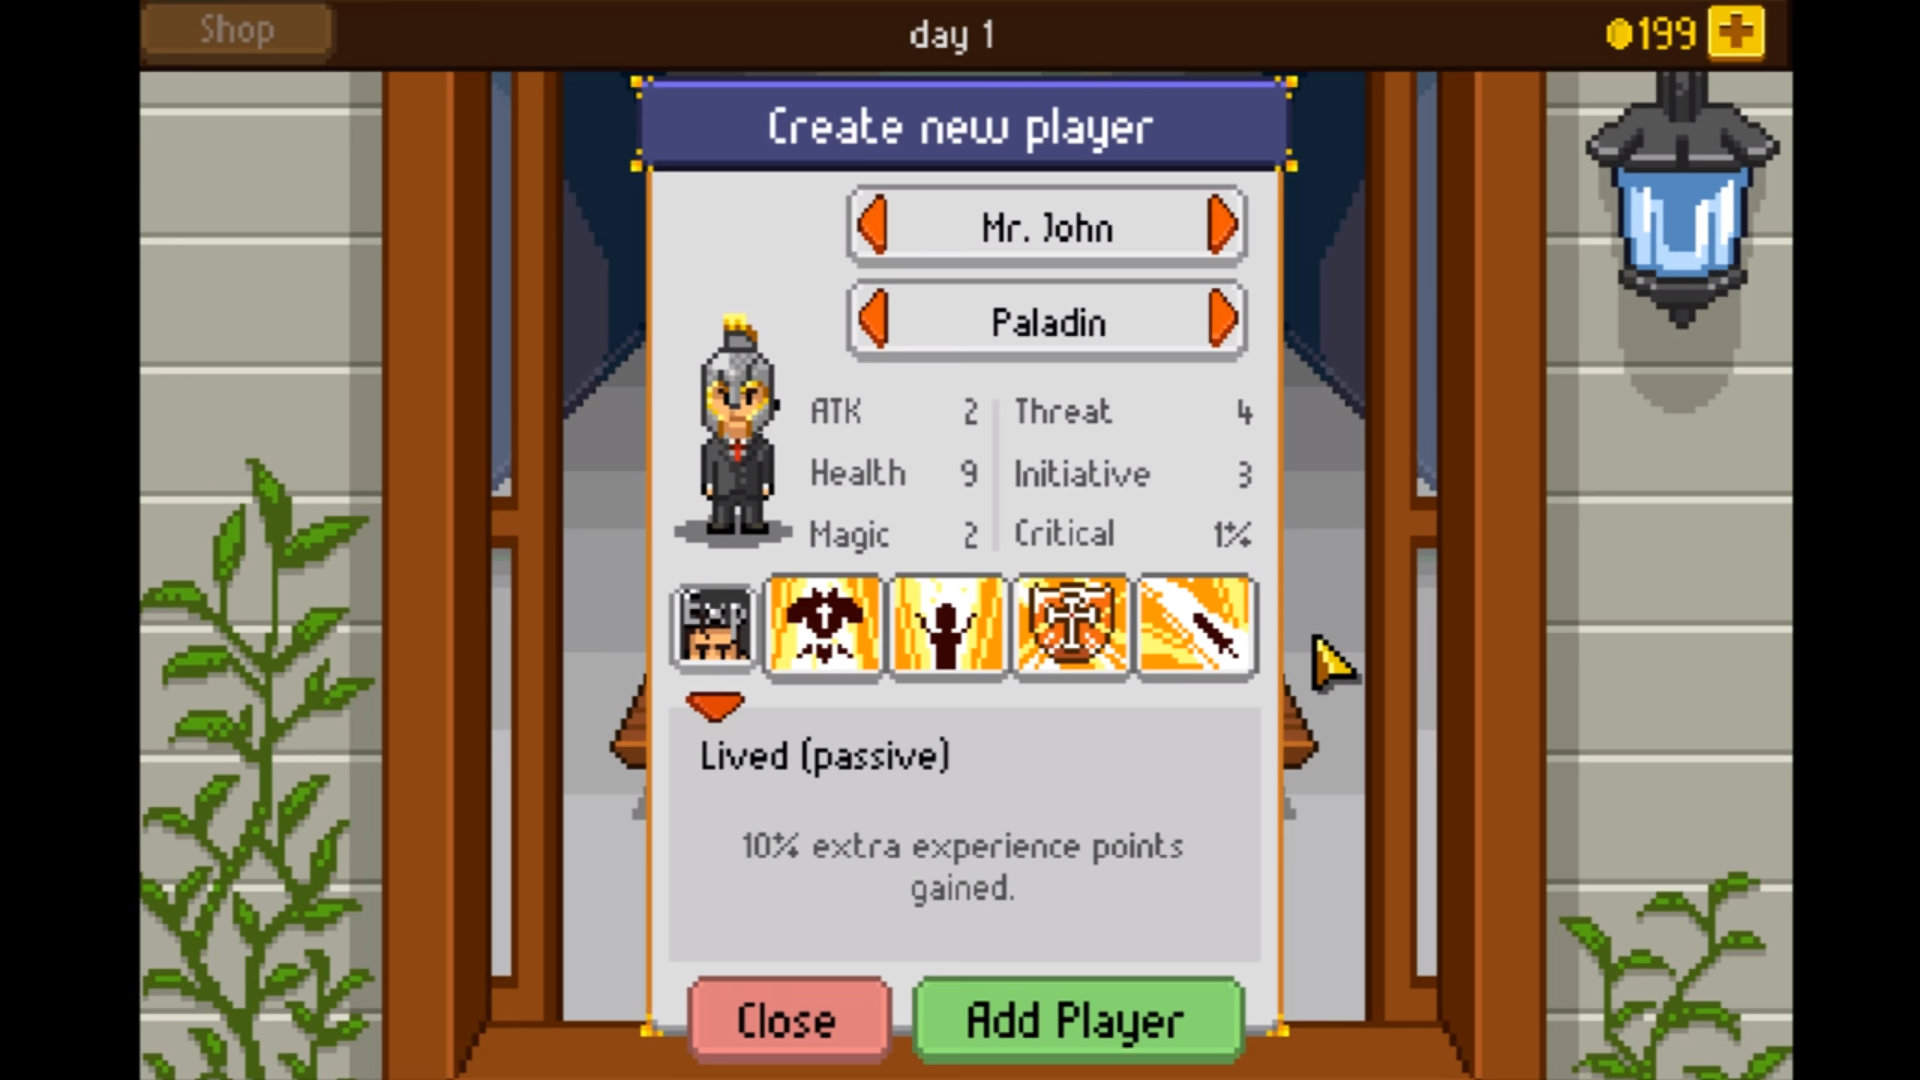 Shop
day 1
199
Create new player
Mr. John
Paladin
ATK 2
Threat 4
Health 9
Initiative 3
Magic 2
Critical 1%
Exp
Lived (passive)
10% extra experience points
gained.
Close
Add Player